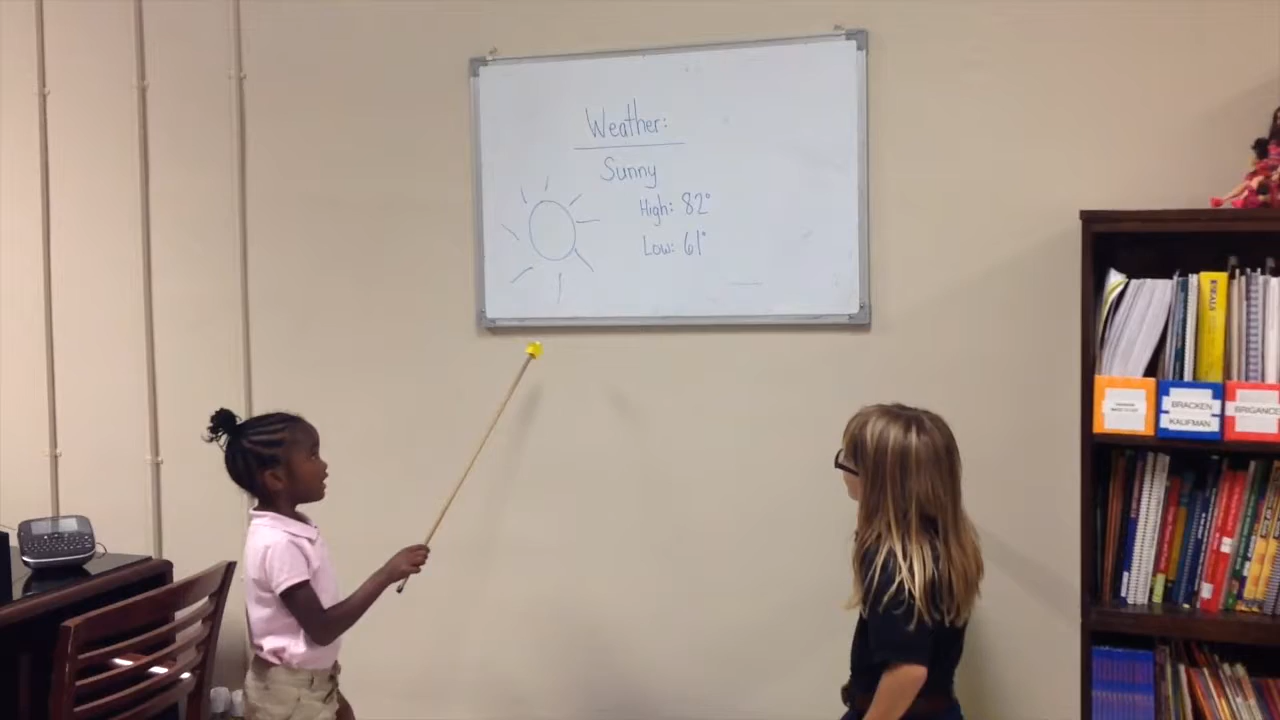 Weather:
Sunny
High: 82°
Low: 61°
BRACKEN
KAUFMAN
BRIGANCE